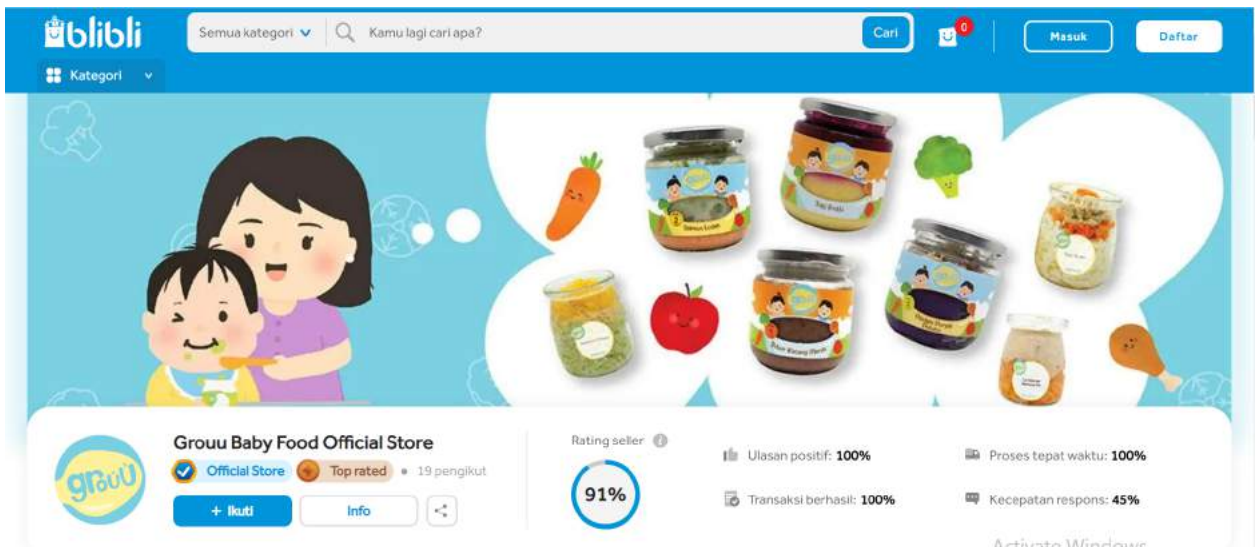 blibli
Semua kategori
Kamu lagi cari apa?
Cari
0
Masuk
Daftar
Kategori
grouu
Grouu Baby Food Official Store
Official Store
Top rated
19 pengikut
+ Ikuti
Info
Rating seller
91%
Ulasan positif: 100%
Transaksi berhasil: 100%
Proses tepat waktu: 100%
Kecepatan respons: 45%
Activate Windows